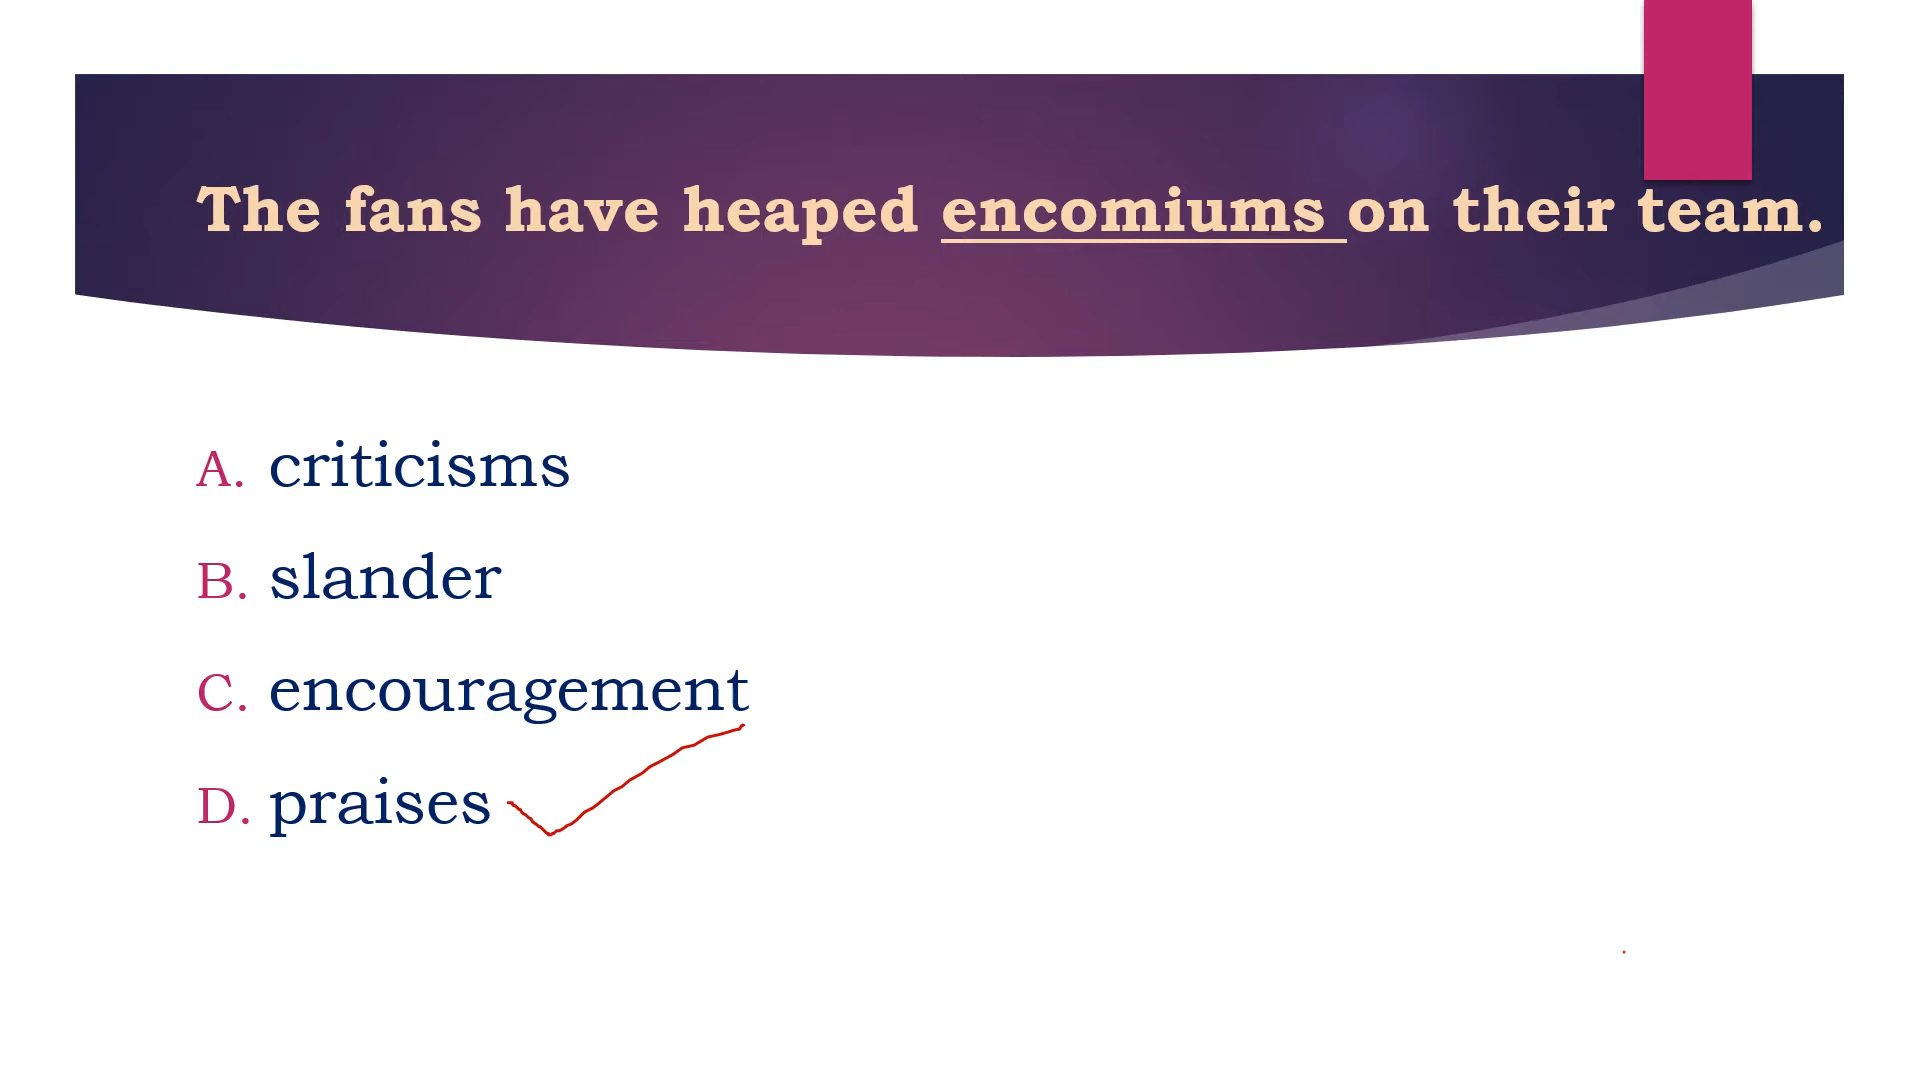 The fans have heaped encomiums on their team.
A. criticisms
B. slander
C. encouragement
D. praises